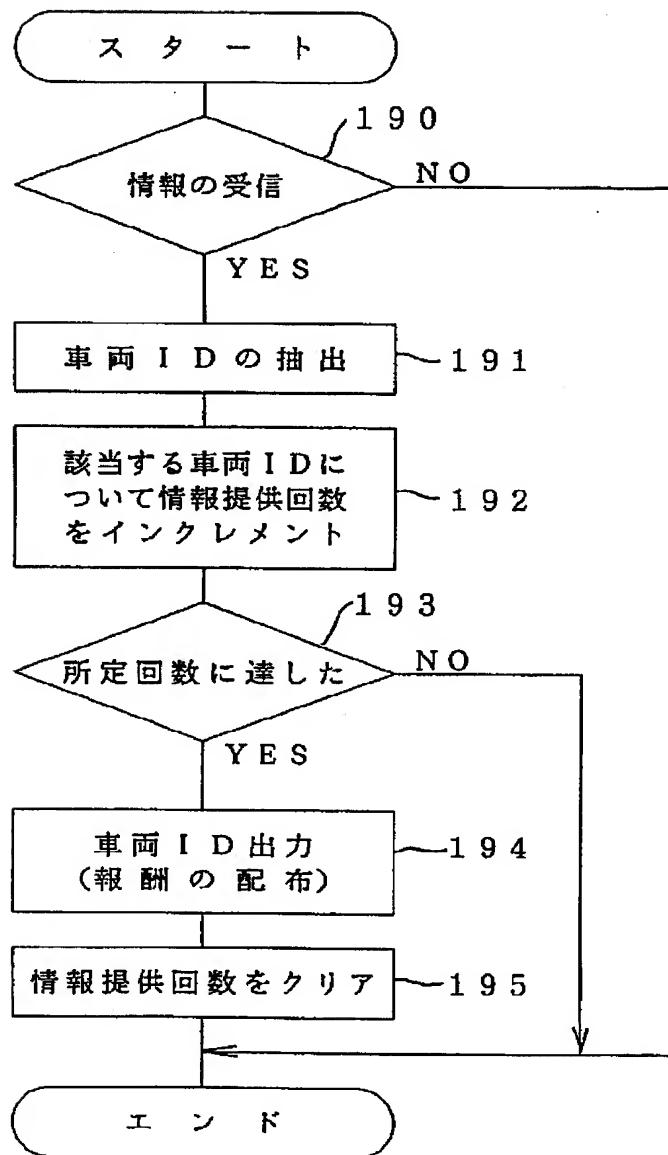 スタート
190
情報の受信
NO
YES
車両IDの抽出
191
該当する車両IDに
ついて情報提供回数
をインクレメント
192
193
所定回数に達した
NO
YES
車両ID出力
(報酬の配布)
194
情報提供回数をクリア
195
エンド